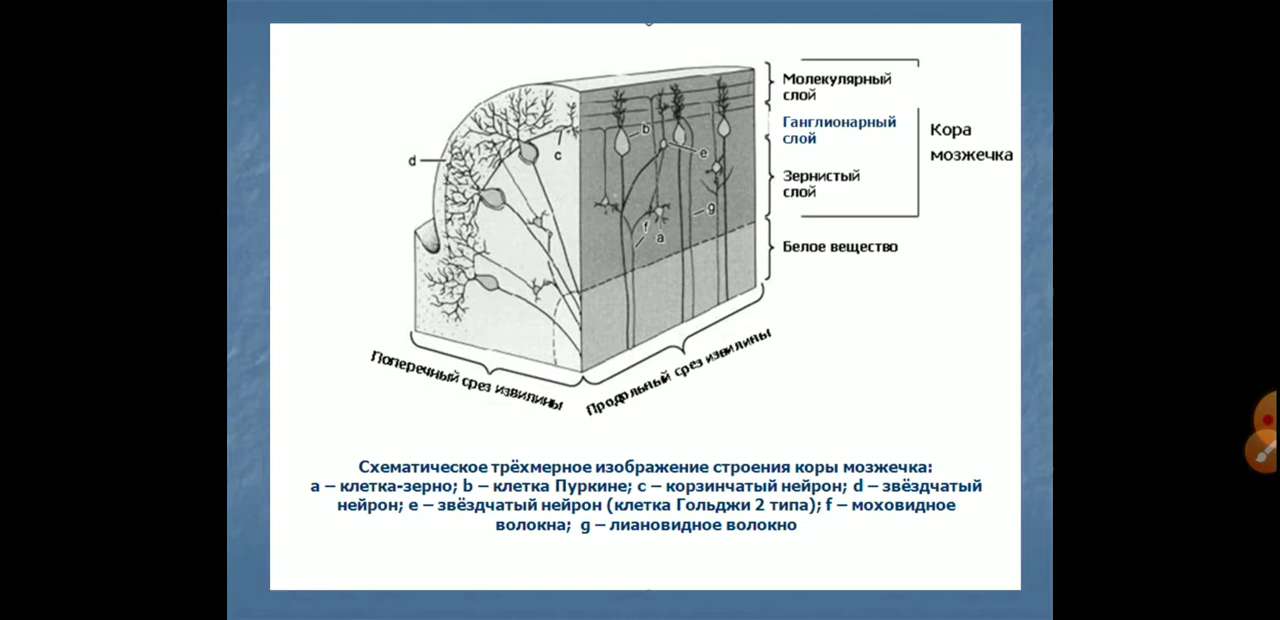 Молекулярный
слой
Ганглионарный
слой
Кора
мозжечка
Зернистый
слой
Белое вещество
b
c
d
e
g
f
a
Поперечный срез извилины
Продольный срез извилины
Схематическое трёхмерное изображение строения коры мозжечка:
a – клетка-зерно; b – клетка Пуркине; c – корзинчатый нейрон; d – звёздчатый
нейрон; e – звёздчатый нейрон (клетка Гольджи 2 типа); f – моховидное
волокна; g – лиановидное волокно